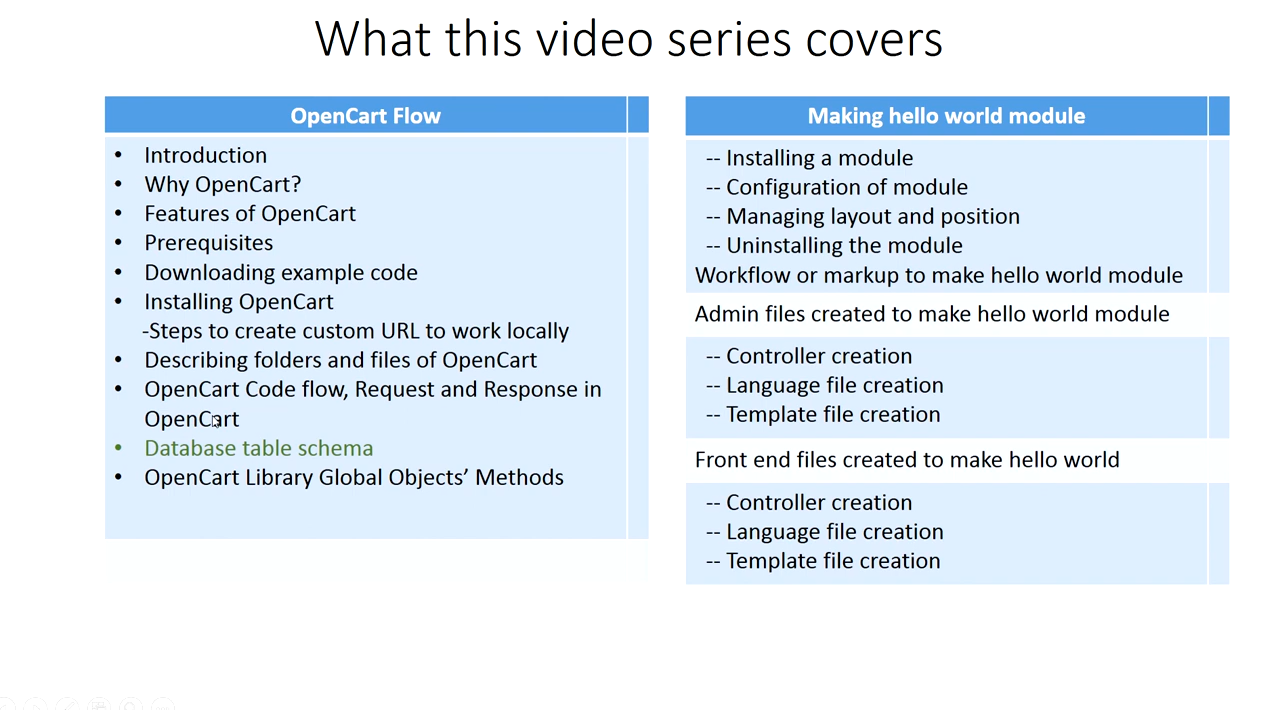 What this video series covers
OpenCart Flow
• Introduction
• Why OpenCart?
• Features of OpenCart
• Prerequisites
• Downloading example code
• Installing OpenCart
-Steps to create custom URL to work locally
• Describing folders and files of OpenCart
• OpenCart Code flow, Request and Response in
OpenCart
• Database table schema
• OpenCart Library Global Objects’ Methods
Making hello world module
-- Installing a module
-- Configuration of module
-- Managing layout and position
-- Uninstalling the module
Workflow or markup to make hello world module
Admin files created to make hello world module
-- Controller creation
-- Language file creation
-- Template file creation
Front end files created to make hello world
-- Controller creation
-- Language file creation
-- Template file creation